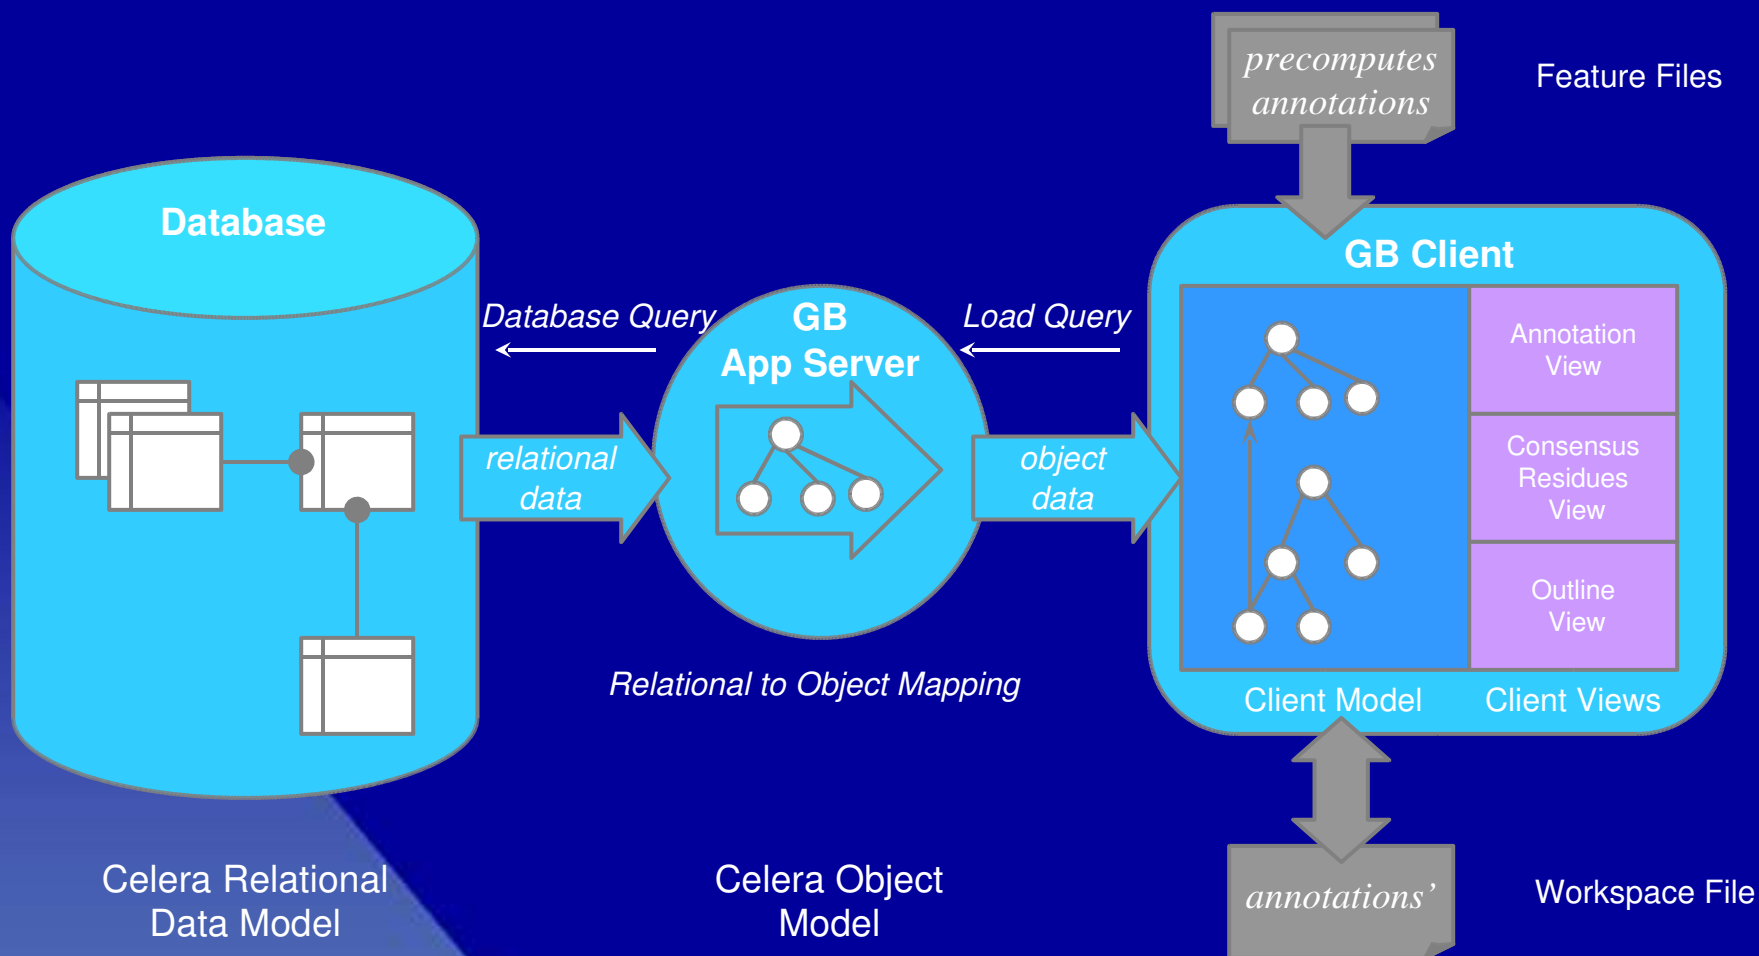 precomputes
annotations
Feature Files
Database
GB Client
Database Query
GB
App Server
Load Query
Annotation
View
relational
data
object
data
Consensus
Residues
View
Outline
View
Relational to Object Mapping
Client Model
Client Views
Celera Relational
Data Model
Celera Object
Model
annotations’
Workspace File